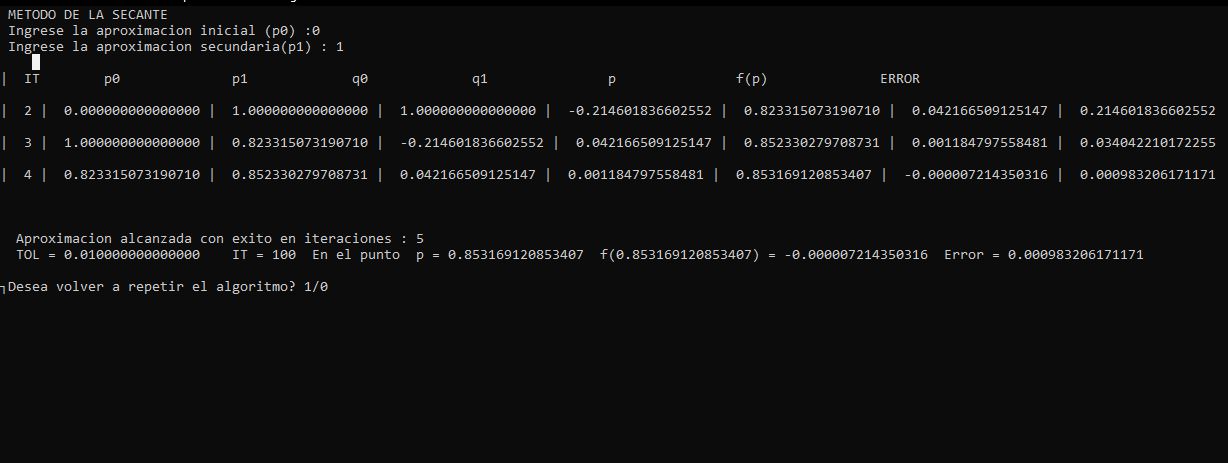 METODO DE LA SECANTE
Ingrese la aproximacion inicial (p0) :0
Ingrese la aproximacion secundaria(p1) : 1
| IT p0 p1 q0 q1 p f(p) ERROR
| 2 | 0.000000000000000 | 1.000000000000000 | 1.000000000000000 | -0.214601836602552 | 0.823315073190710 | 0.042166509125147 | 0.214601836602552
| 3 | 1.000000000000000 | 0.823315073190710 | -0.214601836602552 | 0.042166509125147 | 0.852330279708731 | 0.001184797558481 | 0.034042210172255
| 4 | 0.823315073190710 | 0.852330279708731 | 0.042166509125147 | 0.001184797558481 | 0.853169120853407 | -0.000007214350316 | 0.000983206171171
Aproximacion alcanzada con exito en iteraciones : 5
TOL = 0.010000000000000 IT = 100 En el punto p = 0.853169120853407 f(0.853169120853407) = -0.000007214350316 Error = 0.000983206171171
┐Desea volver a repetir el algoritmo? 1/0